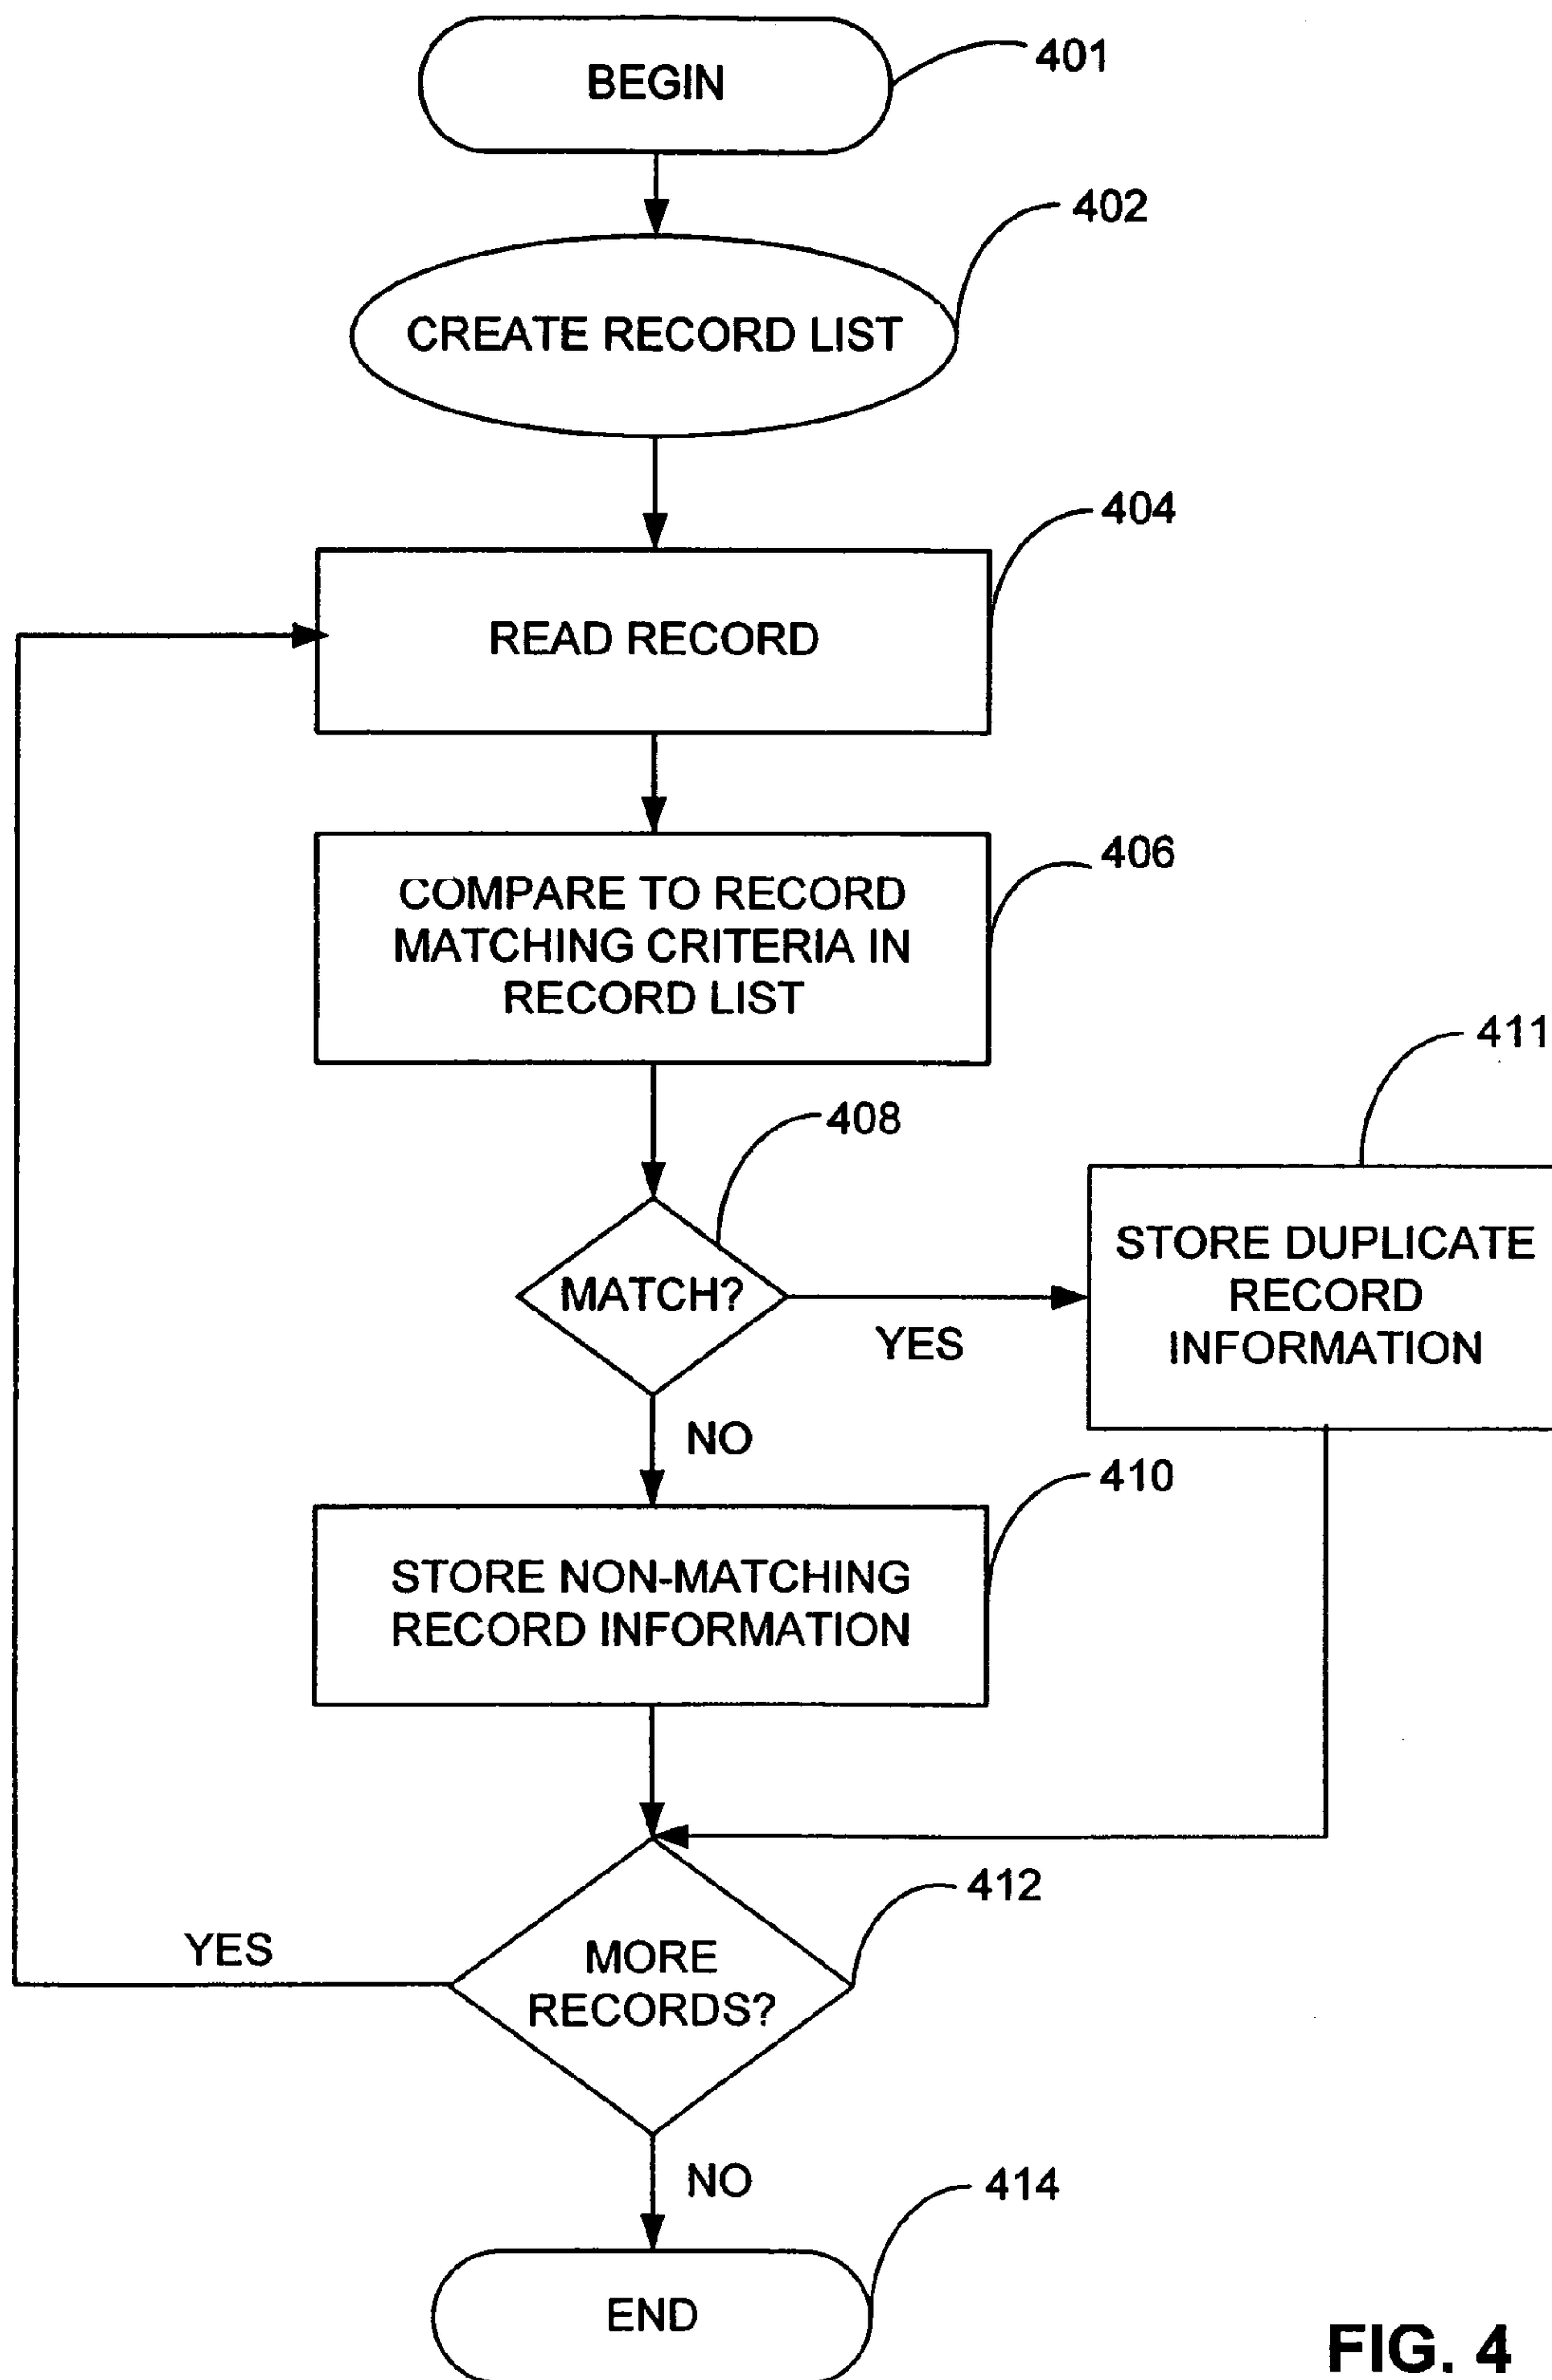 BEGIN
401
402
CREATE RECORD LIST
404
READ RECORD
406
COMPARE TO RECORD
MATCHING CRITERIA IN
RECORD LIST
411
408
MATCH?
YES
STORE DUPLICATE
RECORD
INFORMATION
NO
410
STORE NON-MATCHING
RECORD INFORMATION
412
YES
MORE
RECORDS?
NO
414
END
FIG. 4